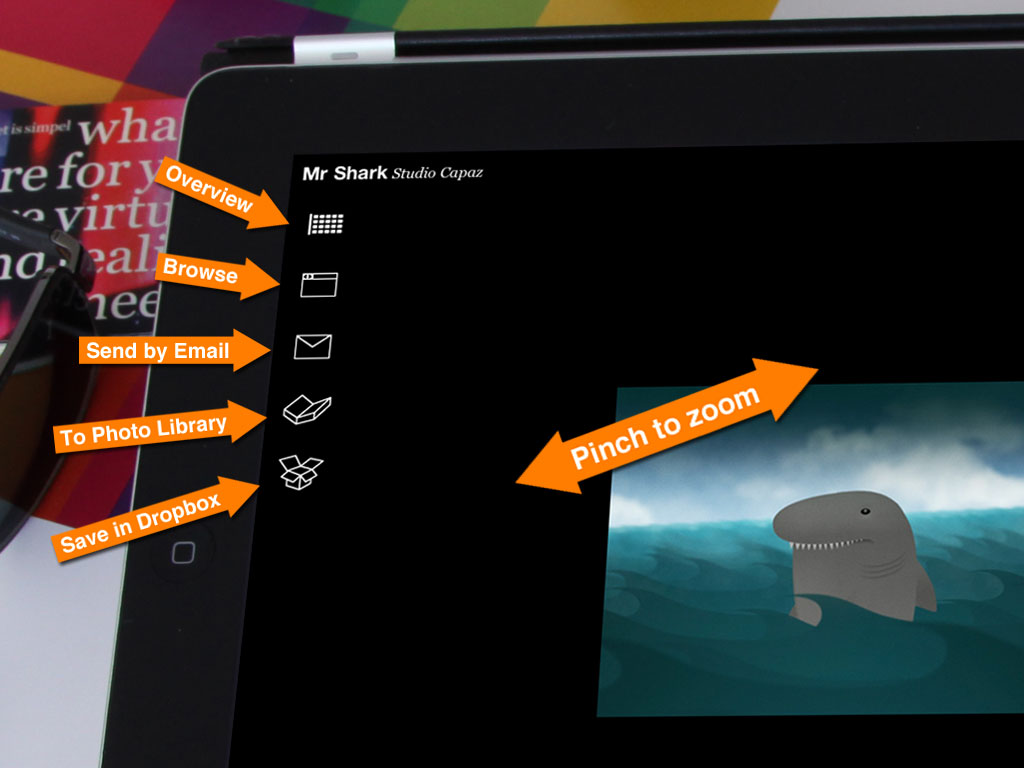 et is simpel wha
re for y
virtu
eali
nee
Mr Shark Studio Capaz
Overview
Browse
Send by Email
To Photo Library
Save in Dropbox
Pinch to zoom